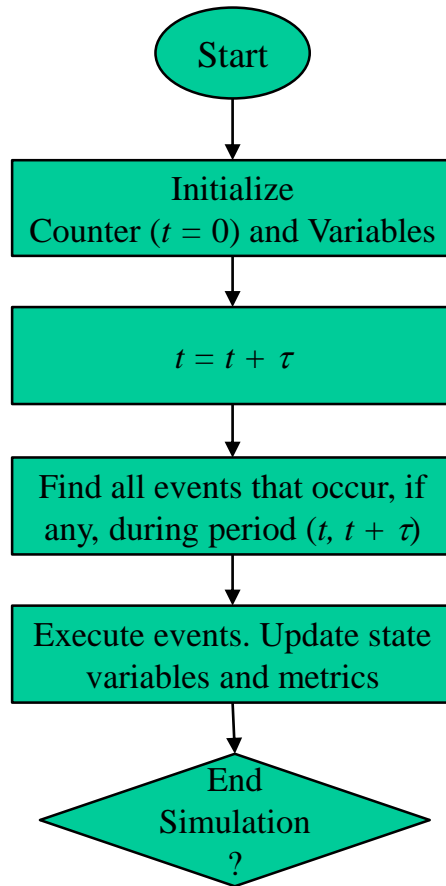 Start
Initialize
Counter (t = 0) and Variables
t = t + τ
Find all events that occur, if
any, during period (t, t + τ)
Execute events. Update state
variables and metrics
End
Simulation
?